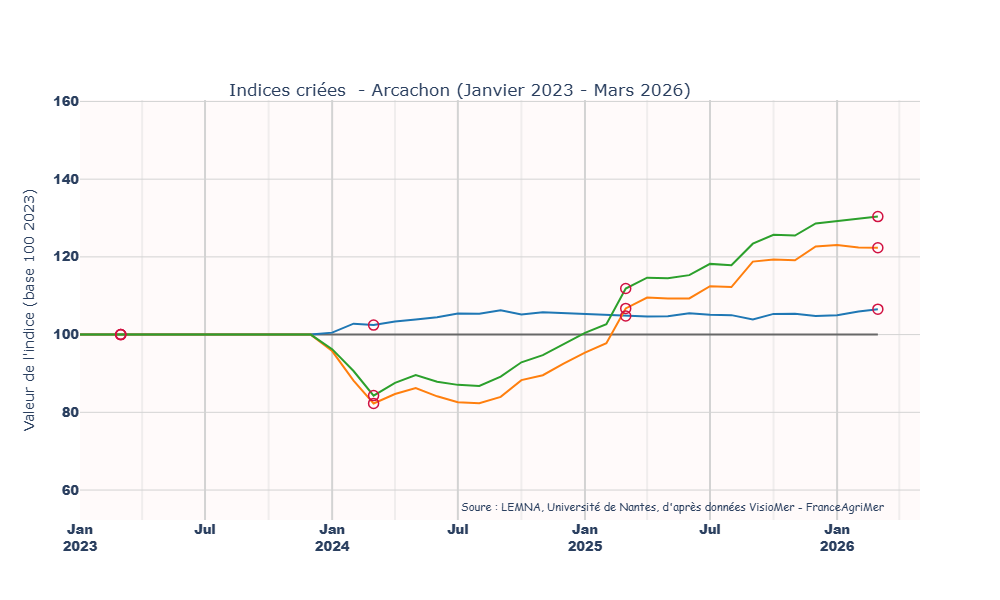 Indices criées - Arcachon (Janvier 2023 - Mars 2026)
Valeur de l'indice (base 100 2023)
160
140
120
100
80
60
Soure : LEMNA, Université de Nantes, d'après données VisioMer - FranceAgriMer
Jan Jul Jan Jul Jan Jul Jan
2023 2024 2025 2026